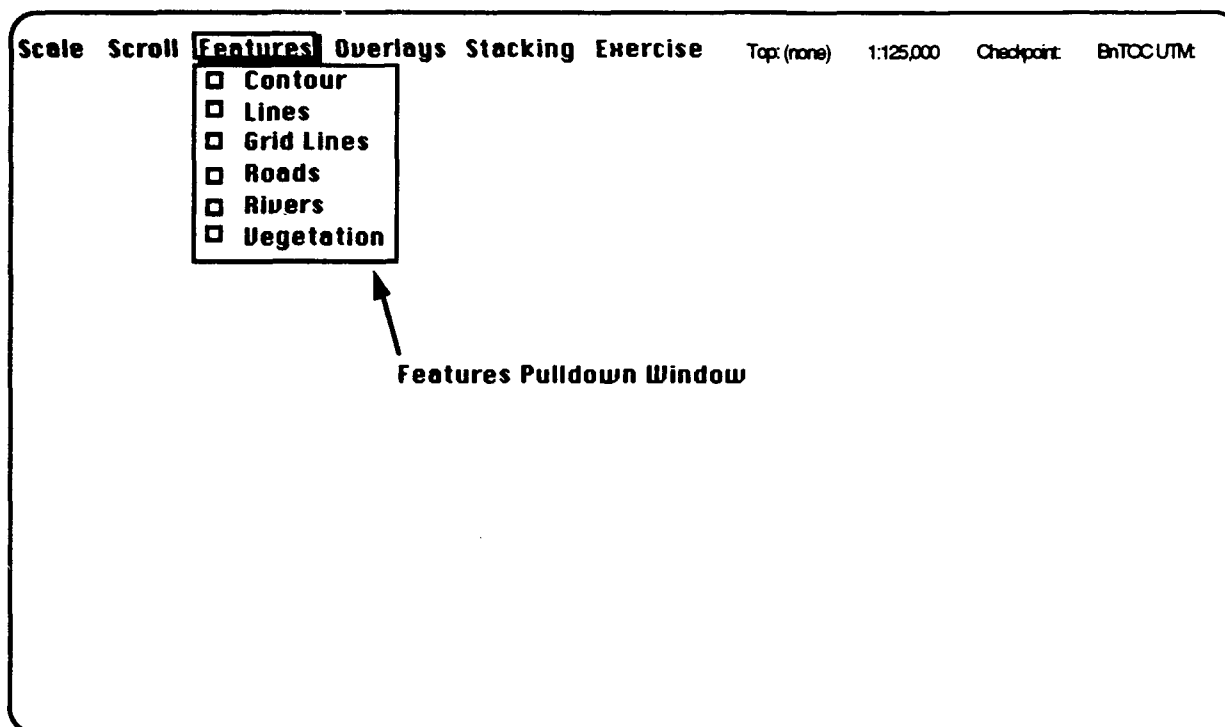 Scale Scroll Features Overlays Stacking Exercise Top: (none) 1:125,000 Checkpoint: BnTOC UTM:
Contour
Lines
Grid Lines
Roads
Rivers
Vegetation
Features Pulldown Window